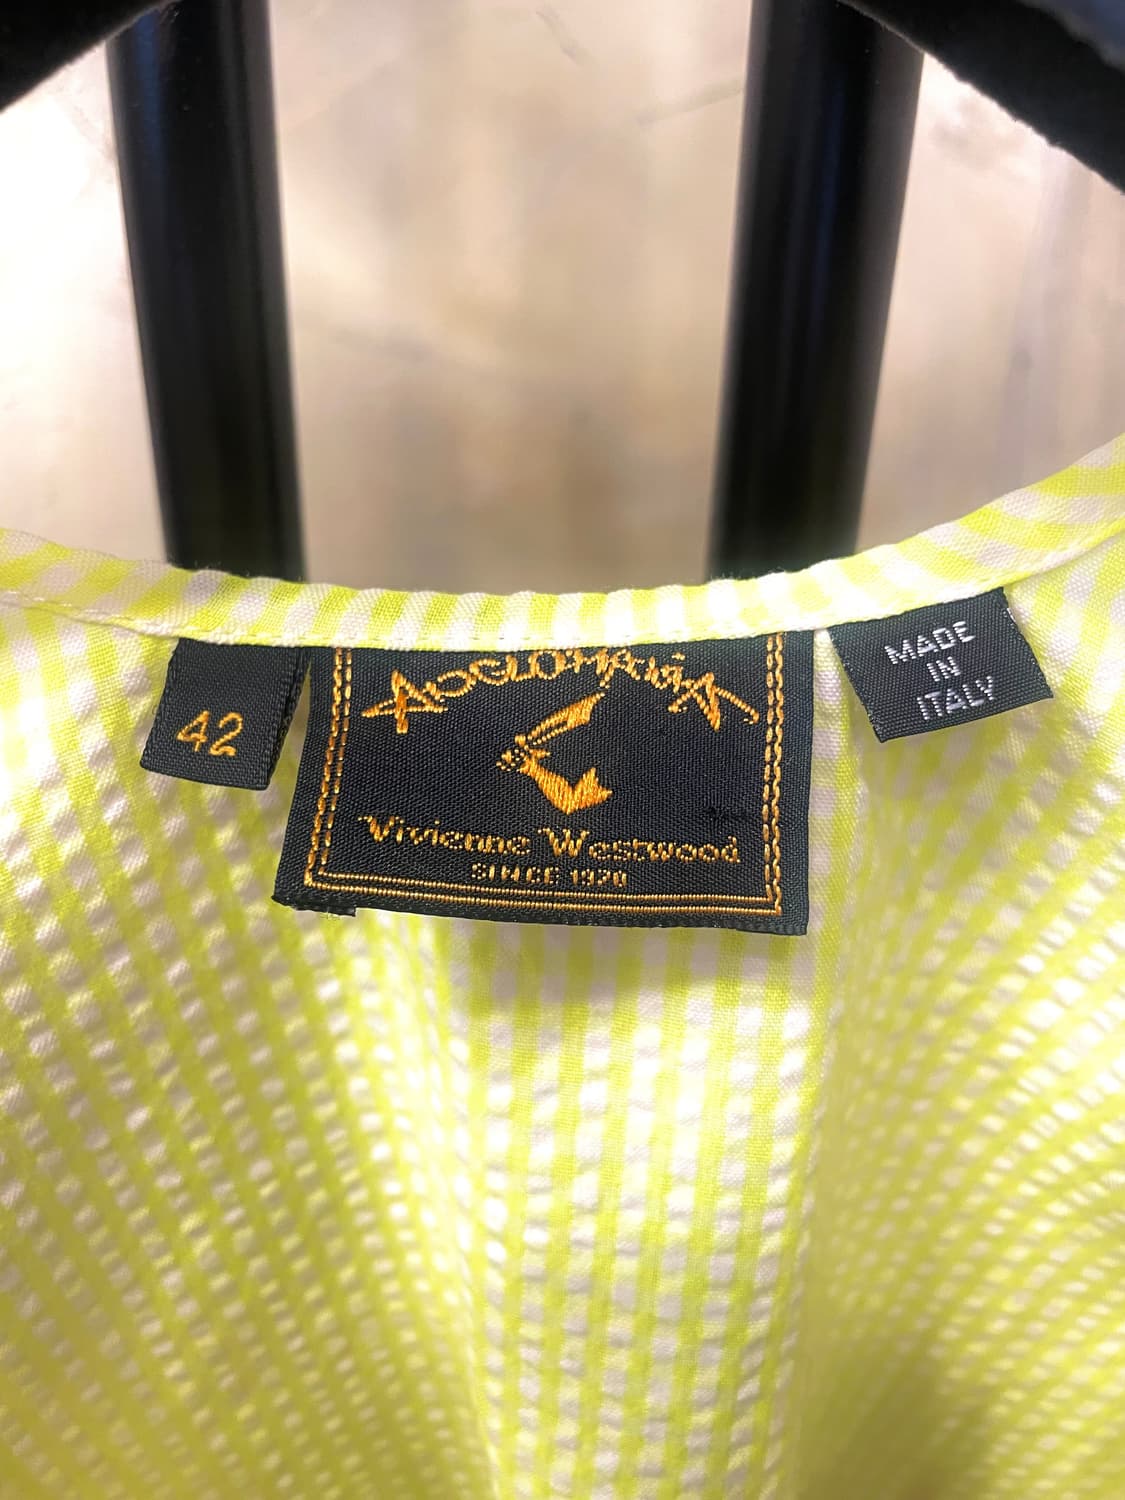 42
ANGLOMANIA
Vivienne Westwood
SINCE 1970
MADE
IN
ITALY